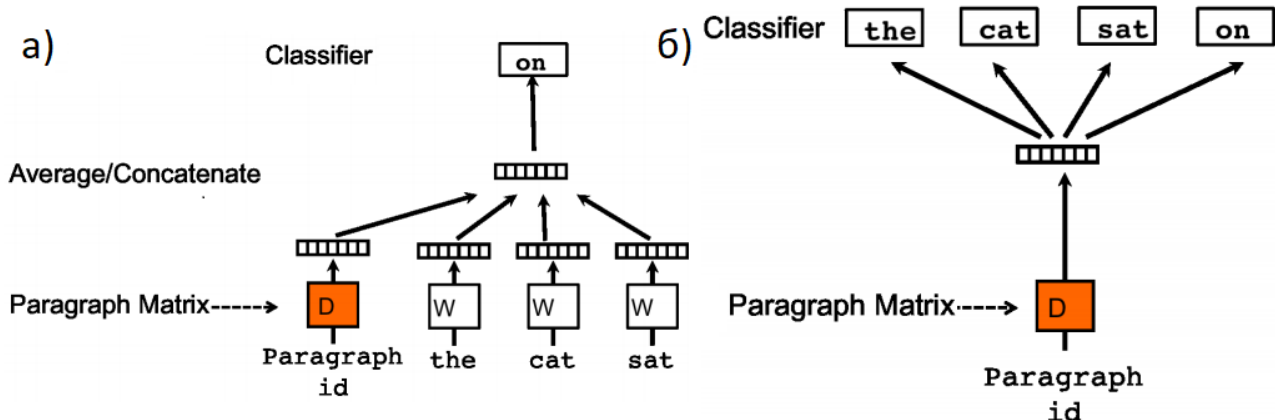 а)
Classifier
on
Average/Concatenate
Paragraph Matrix
D
W
W
W
Paragraph
id
the
cat
sat
б)
Classifier
the
cat
sat
on
Paragraph Matrix
D
Paragraph
id